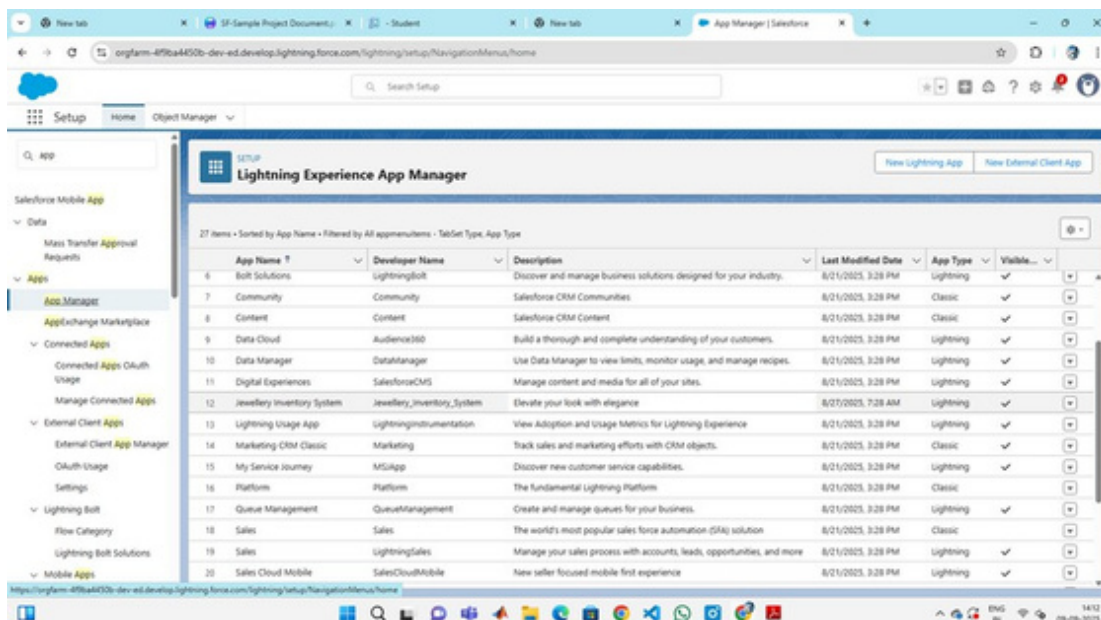 New tab
SF-Sample Project Document.
- Student
New tab
App Manager | Salesforce
orgfarm-4f9ba4450b-dev-ed.develop.lightning.force.com/lightning/setup/NavigationMenus/home
Search Setup
Setup Home Object Manager
app
SETUP
Lightning Experience App Manager
New Lightning App New External Client App
Salesforce Mobile App
Data
Mass Transfer Approval
Requests
Apps
App Manager
AppExchange Marketplace
Connected Apps
Connected Apps OAuth
Usage
Manage Connected Apps
External Client Apps
External Client App Manager
OAuth Usage
Settings
Lightning Bolt
Flow Category
Lightning Bolt Solutions
Mobile Apps
27 items • Sorted by App Name • Filtered by All appmenuitems - TabSet Type, App Type
App Name Developer Name Description Last Modified Date App Type Visible...
6 Bolt Solutions LightningBolt Discover and manage business solutions designed for your industry. 8/21/2025, 3:28 PM Lightning
7 Community Community Salesforce CRM Communities 8/21/2025, 3:28 PM Classic
8 Content Content Salesforce CRM Content 8/21/2025, 3:28 PM Classic
9 Data Cloud Audience360 Build a thorough and complete understanding of your customers. 8/21/2025, 3:28 PM Lightning
10 Data Manager DataManager Use Data Manager to view limits, monitor usage, and manage recipes. 8/21/2025, 3:28 PM Lightning
11 Digital Experiences SalesforceCMS Manage content and media for all of your sites. 8/21/2025, 3:28 PM Lightning
12 Jewellery Inventory System Jewellery_Inventory_System Elevate your look with elegance 8/27/2025, 7:28 AM Lightning
13 Lightning Usage App LightningInstrumentation View Adoption and Usage Metrics for Lightning Experience 8/21/2025, 3:28 PM Lightning
14 Marketing CRM Classic Marketing Track sales and marketing efforts with CRM objects. 8/21/2025, 3:28 PM Classic
15 My Service Journey MSJApp Discover new customer service capabilities. 8/21/2025, 3:28 PM Lightning
16 Platform Platform The fundamental Lightning Platform 8/21/2025, 3:28 PM Classic
17 Queue Management QueueManagement Create and manage queues for your business. 8/21/2025, 3:28 PM Lightning
18 Sales Sales The world's most popular sales force automation (SFA) solution 8/21/2025, 3:28 PM Classic
19 Sales LightningSales Manage your sales process with accounts, leads, opportunities, and more 8/21/2025, 3:28 PM Lightning
20 Sales Cloud Mobile SalesCloudMobile New seller focused mobile first experience 8/21/2025, 3:28 PM Lightning
https://orgfarm-4f9ba4450b-dev-ed.develop.lightning.force.com/lightning/setup/NavigationMenus/home
ENG
14:12